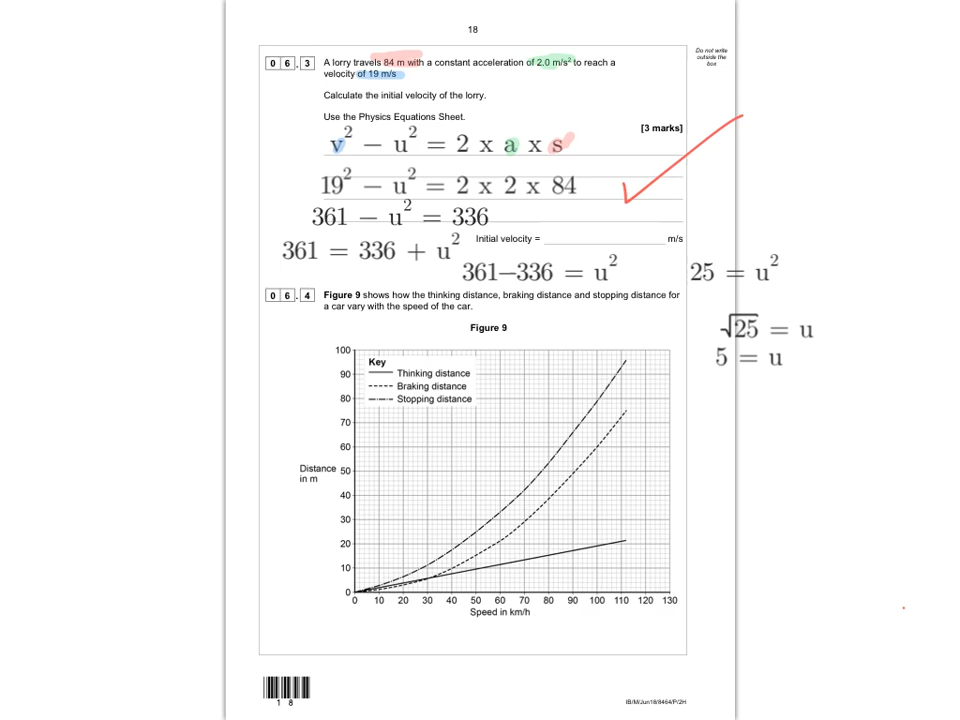 18
Do not write
outside the
box
0 6 . 3 A lorry travels 84 m with a constant acceleration of 2.0 m/s² to reach a
velocity of 19 m/s
Calculate the initial velocity of the lorry.
Use the Physics Equations Sheet.
[3 marks]
v² − u² = 2 x a x s
19² − u² = 2 x 2 x 84
361 − u² = 336
361 = 336 + u²
Initial velocity = ____ m/s
361−336 = u²
25 = u²
√25 = u
5 = u
0 6 . 4 Figure 9 shows how the thinking distance, braking distance and stopping distance for
a car vary with the speed of the car.
Figure 9
Key
Thinking distance
Braking distance
Stopping distance
100
90
80
70
60
50
40
30
20
10
0
Distance
in m
0 10 20 30 40 50 60 70 80 90 100 110 120 130
Speed in km/h
1 8
IB/M/Jun18/8464/P/2H